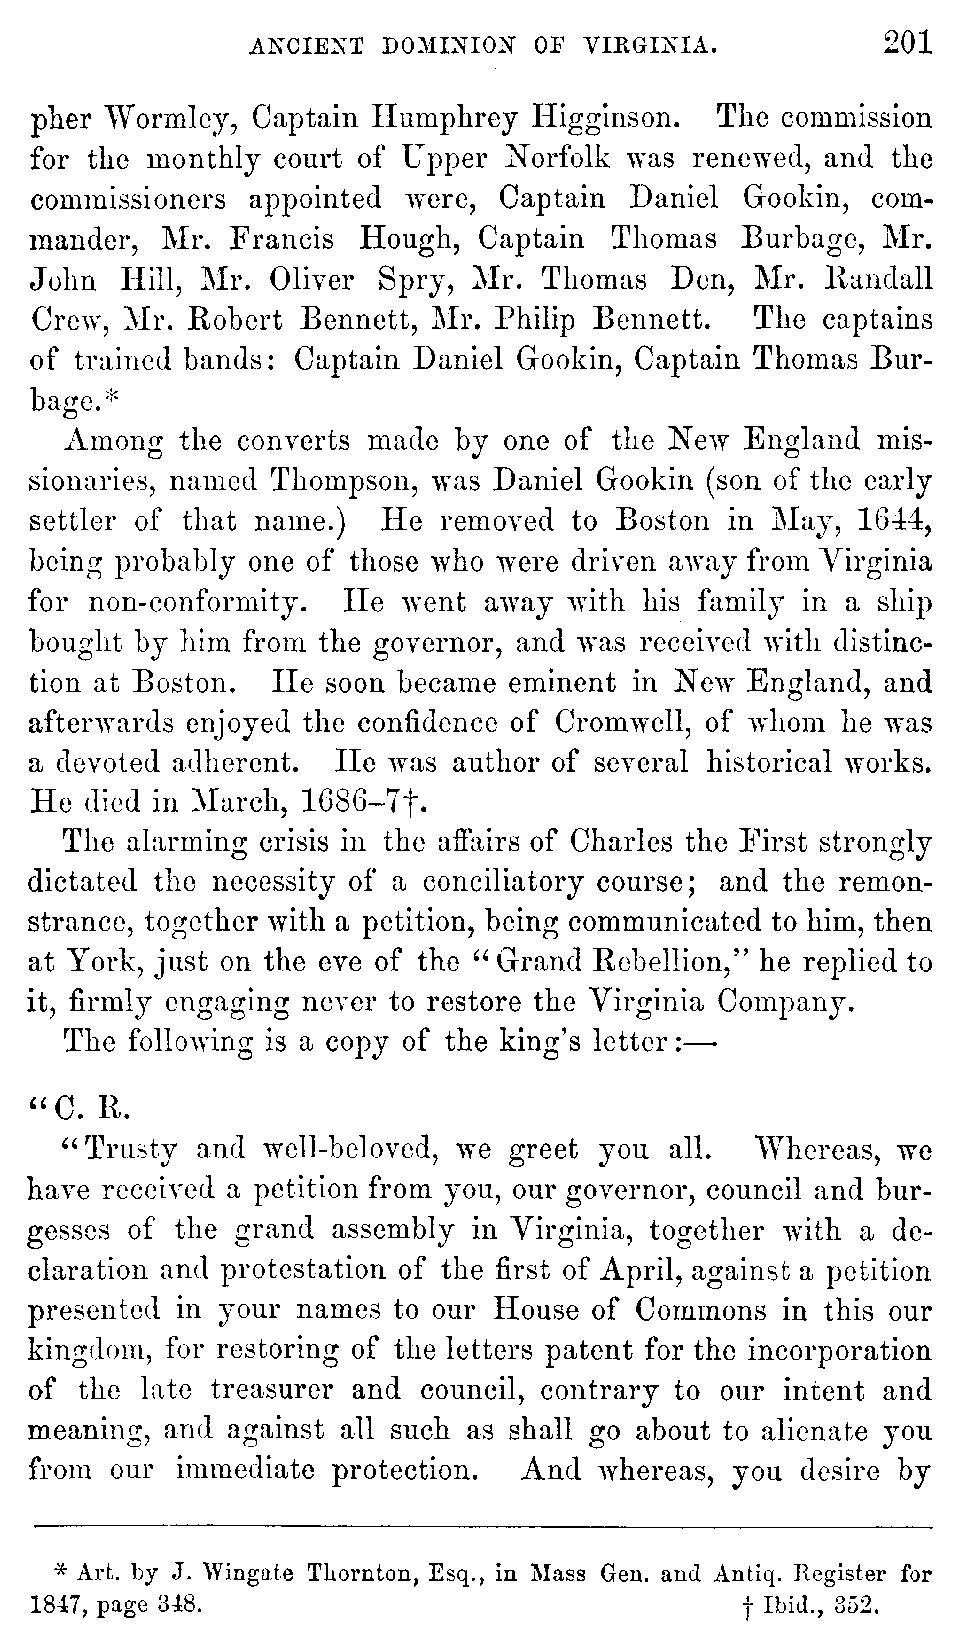 ANCIENT DOMINION OF VIRGINIA. 201
pher Wormley, Captain Humphrey Higginson. The commission
for the monthly court of Upper Norfolk was renewed, and the
commissioners appointed were, Captain Daniel Gookin, com-
mander, Mr. Francis Hough, Captain Thomas Burbage, Mr.
John Hill, Mr. Oliver Spry, Mr. Thomas Den, Mr. Randall
Crew, Mr. Robert Bennett, Mr. Philip Bennett. The captains
of trained bands: Captain Daniel Gookin, Captain Thomas Bur-
bage.*
Among the converts made by one of the New England mis-
sionaries, named Thompson, was Daniel Gookin (son of the early
settler of that name.) He removed to Boston in May, 1644,
being probably one of those who were driven away from Virginia
for non-conformity. He went away with his family in a ship
bought by him from the governor, and was received with distinc-
tion at Boston. He soon became eminent in New England, and
afterwards enjoyed the confidence of Cromwell, of whom he was
a devoted adherent. He was author of several historical works.
He died in March, 1686–7†.
The alarming crisis in the affairs of Charles the First strongly
dictated the necessity of a conciliatory course; and the remon-
strance, together with a petition, being communicated to him, then
at York, just on the eve of the "Grand Rebellion," he replied to
it, firmly engaging never to restore the Virginia Company.
The following is a copy of the king's letter:—
"C. R.
"Trusty and well-beloved, we greet you all. Whereas, we
have received a petition from you, our governor, council and bur-
gesses of the grand assembly in Virginia, together with a de-
claration and protestation of the first of April, against a petition
presented in your names to our House of Commons in this our
kingdom, for restoring of the letters patent for the incorporation
of the late treasurer and council, contrary to our intent and
meaning, and against all such as shall go about to alienate you
from our immediate protection. And whereas, you desire by
* Art. by J. Wingate Thornton, Esq., in Mass Gen. and Antiq. Register for
1847, page 348. † Ibid., 352.